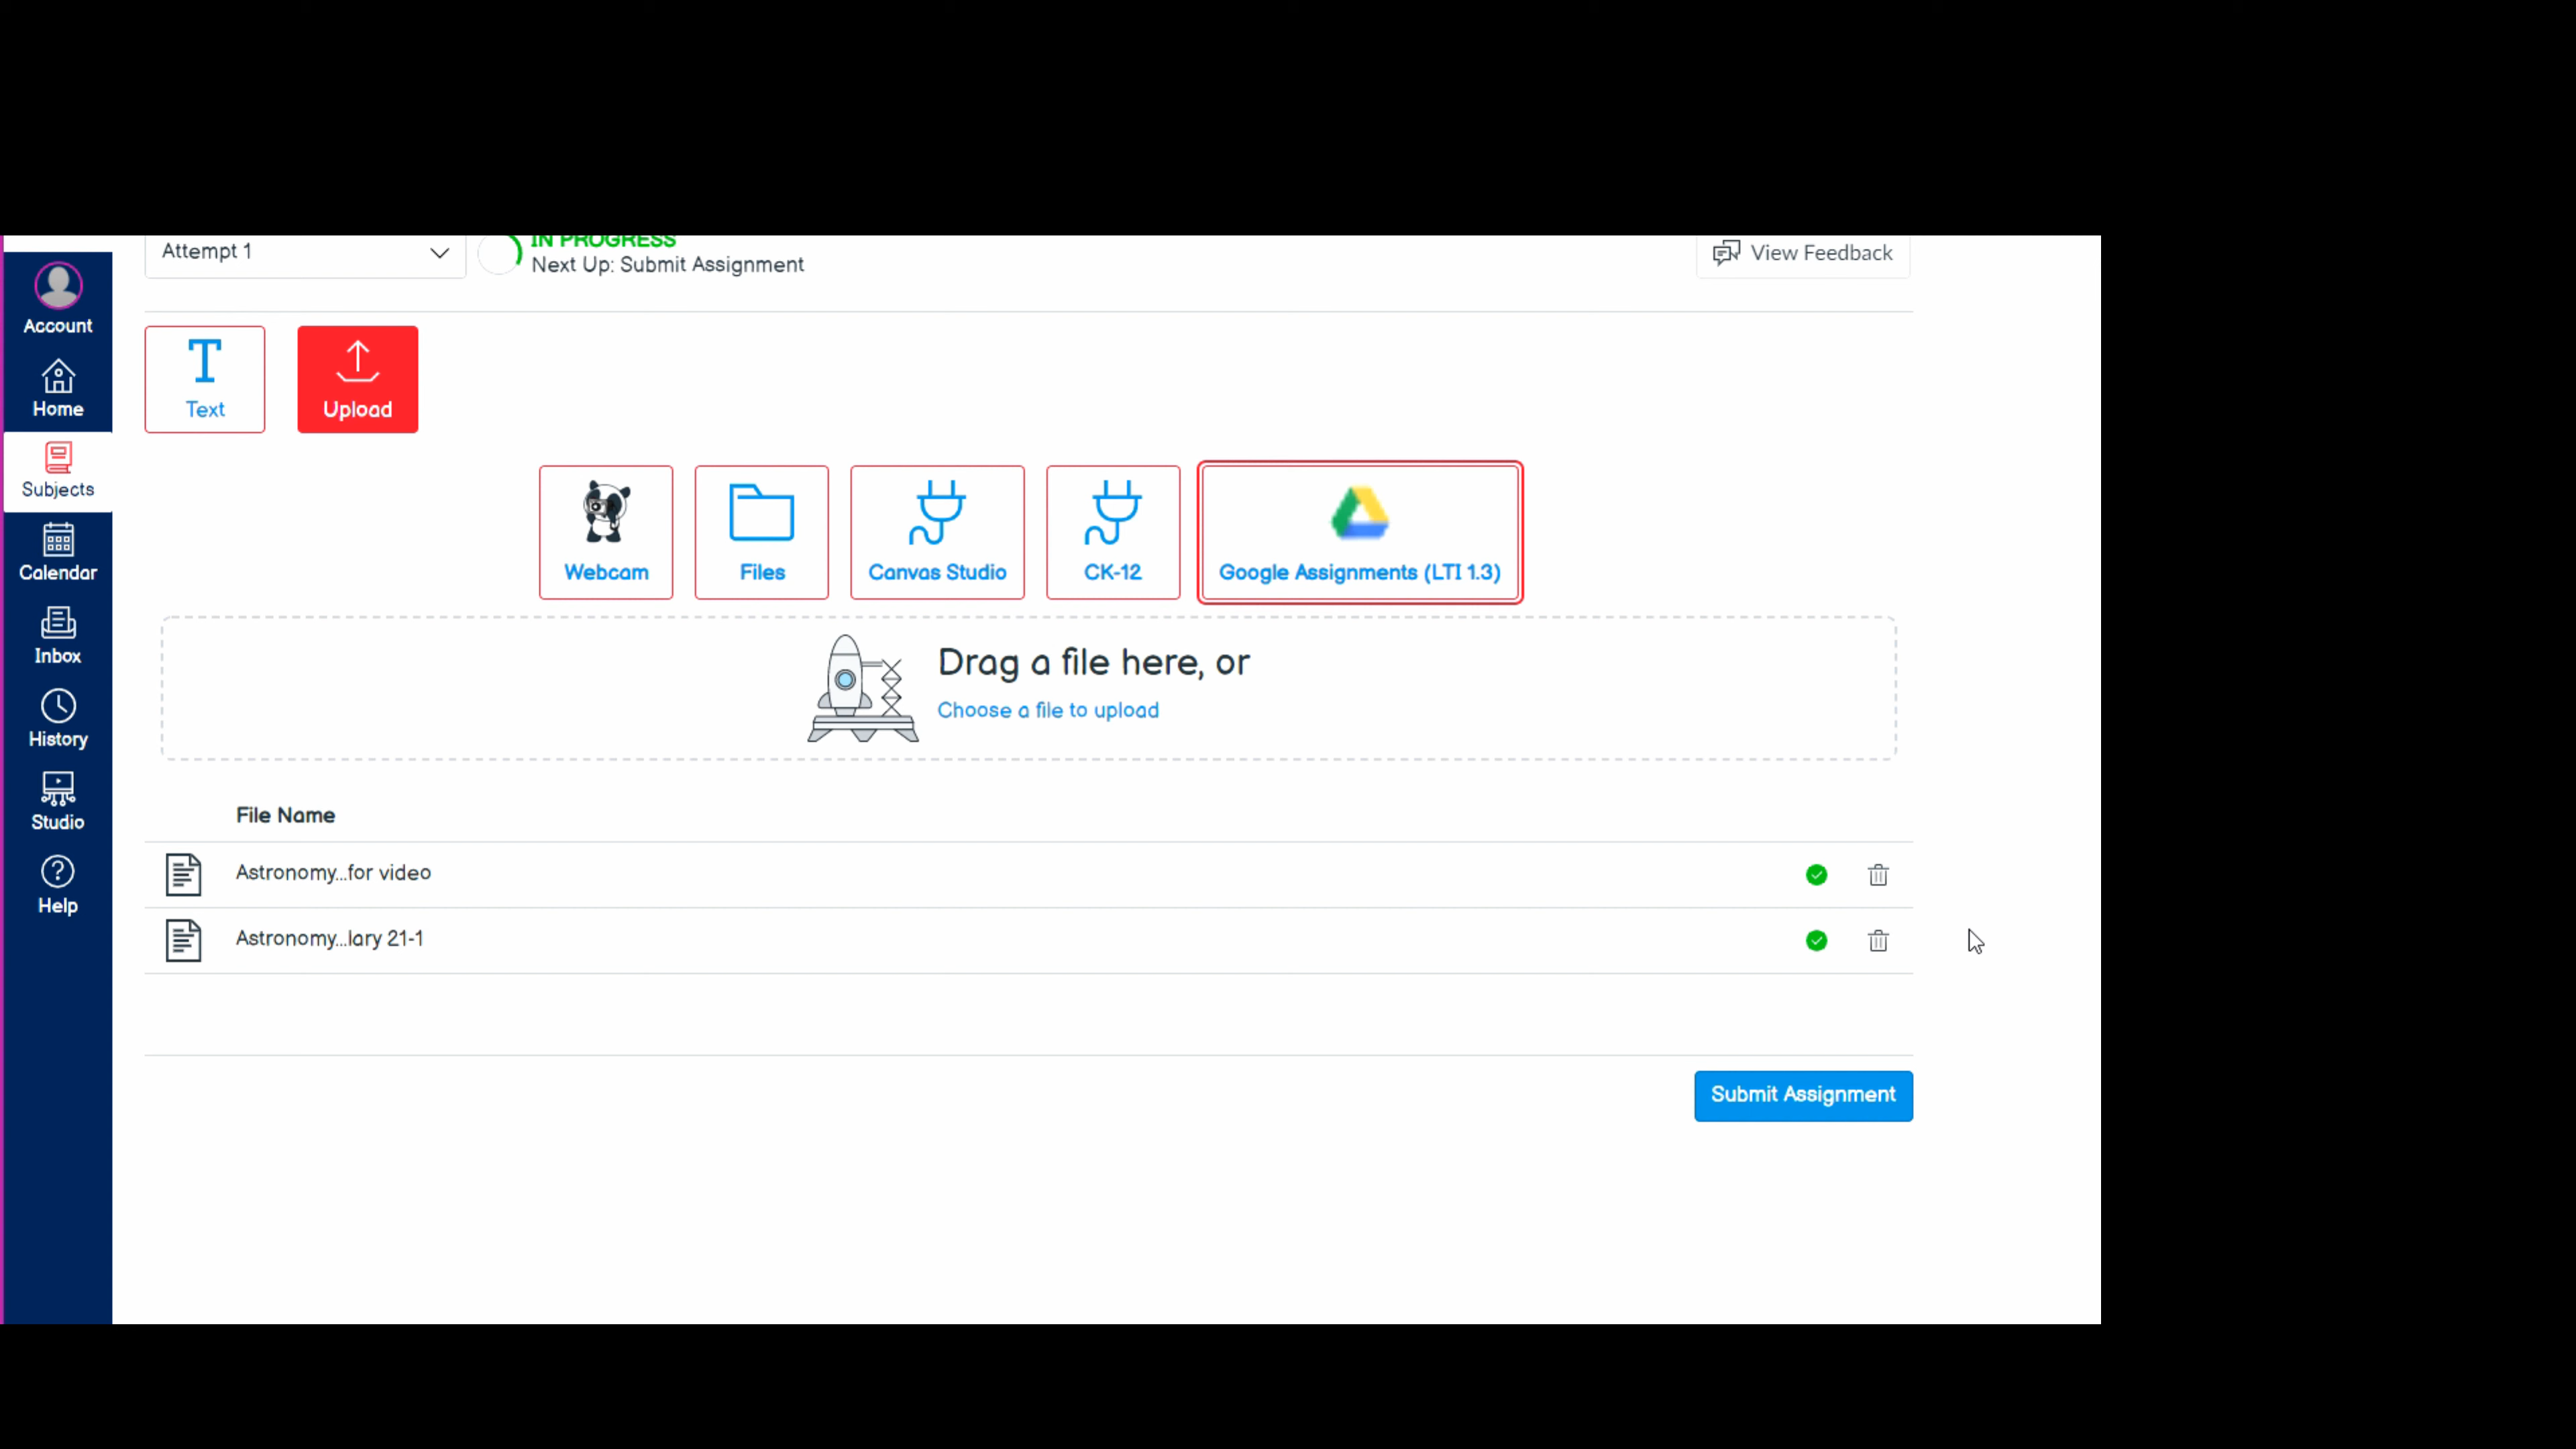 Attempt 1
IN PROGRESS
Next Up: Submit Assignment
View Feedback
Account
Home
Subjects
Calendar
Inbox
History
Studio
Help
Text
Upload
Webcam
Files
Canvas Studio
CK-12
Google Assignments (LTI 1.3)
Drag a file here, or
Choose a file to upload
File Name
Astronomy...for video
Astronomy...lary 21-1
Submit Assignment